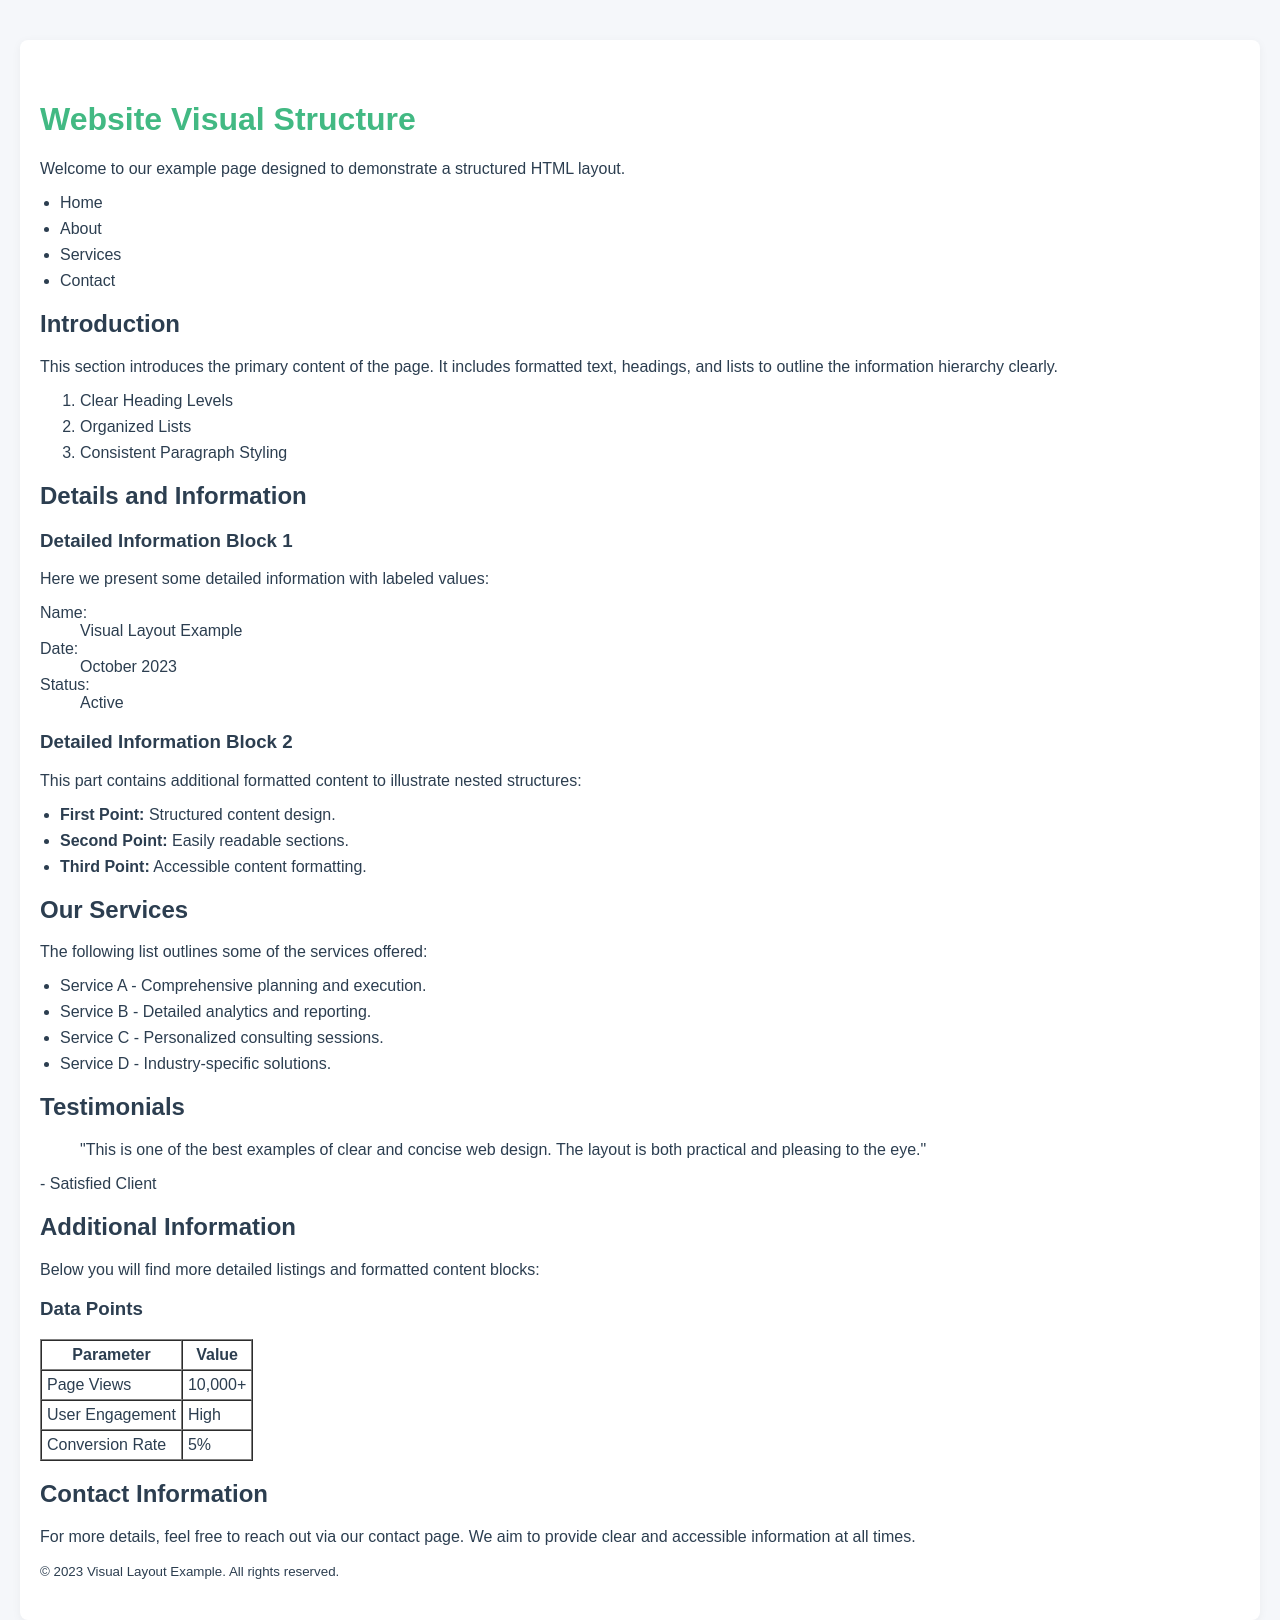 Website Visual Structure
Welcome to our example page designed to demonstrate a structured HTML layout.
• Home
• About
• Services
• Contact
Introduction
This section introduces the primary content of the page. It includes formatted text, headings, and lists to outline the information hierarchy clearly.
1. Clear Heading Levels
2. Organized Lists
3. Consistent Paragraph Styling
Details and Information
Detailed Information Block 1
Here we present some detailed information with labeled values:
Name:
Visual Layout Example
Date:
October 2023
Status:
Active
Detailed Information Block 2
This part contains additional formatted content to illustrate nested structures:
• First Point: Structured content design.
• Second Point: Easily readable sections.
• Third Point: Accessible content formatting.
Our Services
The following list outlines some of the services offered:
• Service A - Comprehensive planning and execution.
• Service B - Detailed analytics and reporting.
• Service C - Personalized consulting sessions.
• Service D - Industry-specific solutions.
Testimonials
"This is one of the best examples of clear and concise web design. The layout is both practical and pleasing to the eye."
- Satisfied Client
Additional Information
Below you will find more detailed listings and formatted content blocks:
Data Points
Parameter Value
Page Views 10,000+
User Engagement High
Conversion Rate 5%
Contact Information
For more details, feel free to reach out via our contact page. We aim to provide clear and accessible information at all times.
© 2023 Visual Layout Example. All rights reserved.